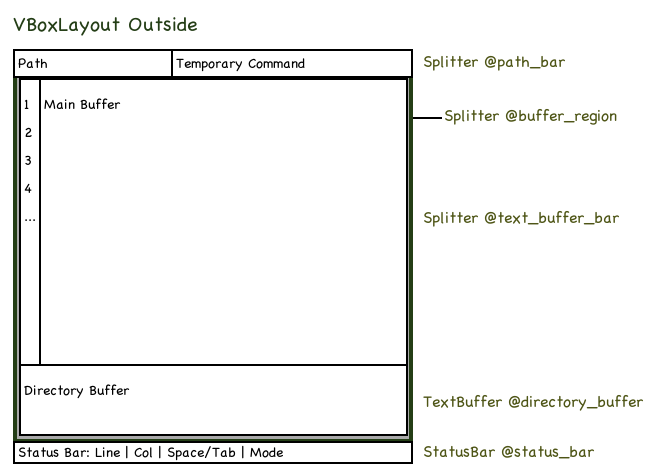 VBoxLayout Outside
Path
Temporary Command
Splitter @path_bar
1
Main Buffer
Splitter @buffer_region
2
3
4
...
Splitter @text_buffer_bar
Directory Buffer
TextBuffer @directory_buffer
Status Bar: Line | Col | Space/Tab | Mode
StatusBar @status_bar